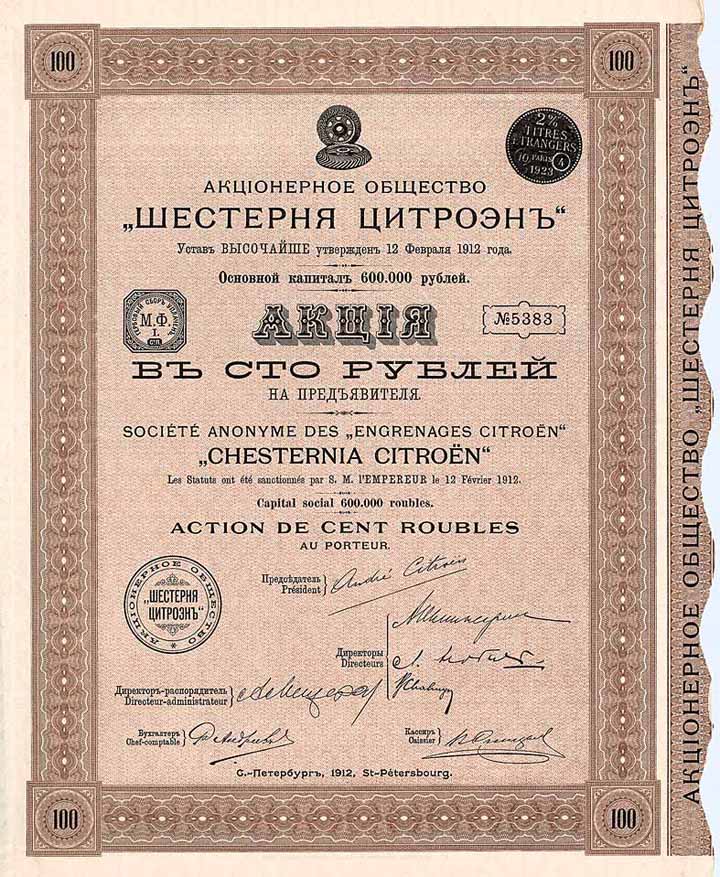 100
100
2%
TITRES
ÉTRANGERS
10, PARIS
4
1923
АКЦІОНЕРНОЕ ОБЩЕСТВО
„ШЕСТЕРНЯ ЦИТРОЭНЪ“
Уставъ ВЫСОЧАЙШЕ утвержденъ 12 Февраля 1912 года.
Основной капиталъ 600.000 рублей.
М.Ф.
I.
АКЦІЯ
№5383
ВЪ СТО РУБЛЕЙ
НА ПРЕДЪЯВИТЕЛЯ.
SOCIÉTÉ ANONYME DES „ENGRENAGES CITROËN“
„CHESTERNIA CITROËN“
Les Statuts ont été sanctionnés par S. M. l'EMPEREUR le 12 Février 1912.
Capital social 600.000 roubles.
ACTION DE CENT ROUBLES
AU PORTEUR.
АКЦІОНЕРНОЕ ОБЩЕСТВО
„ШЕСТЕРНЯ
ЦИТРОЭНЪ“
Предсѣдатель
Président
André Citroën
Директоры
Directeurs
Директоръ-распорядитель
Directeur-administrateur
Бухгалтеръ
Chef-comptable
Кассиръ
Caissier
С.-Петербургъ, 1912, St-Pétersbourg.
100
100
АКЦІОНЕРНОЕ ОБЩЕСТВО „ШЕСТЕРНЯ ЦИТРОЭНЪ“